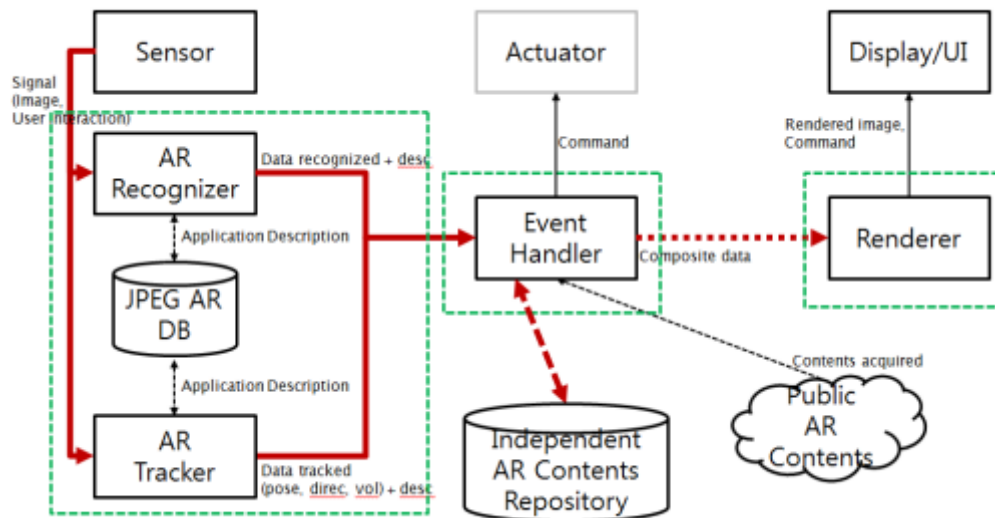 Sensor
Actuator
Display/UI
Signal
(Image,
User Interaction)
AR
Recognizer
Data recognized + desc
Command
Rendered image,
Command
Application Description
Event
Handler
Composite data
Renderer
JPEG AR
DB
Application Description
Contents acquired
AR
Tracker
Data tracked
(pose, direc, vol) + desc
Independent
AR Contents
Repository
Public
AR
Contents